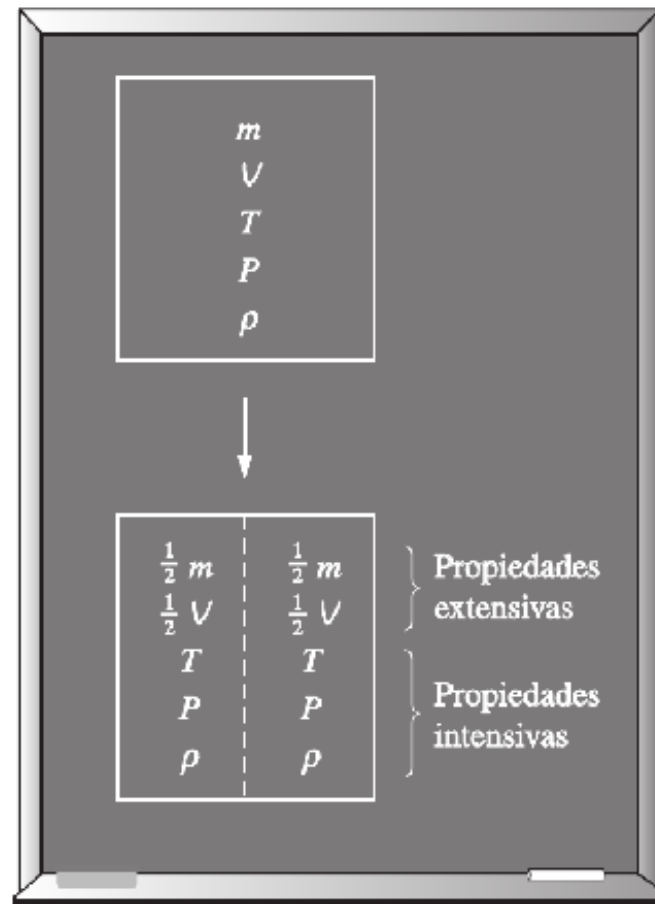 m
V
T
P
ρ
½ m ½ m
½ V ½ V
T T
P P
ρ ρ
Propiedades
extensivas
Propiedades
intensivas